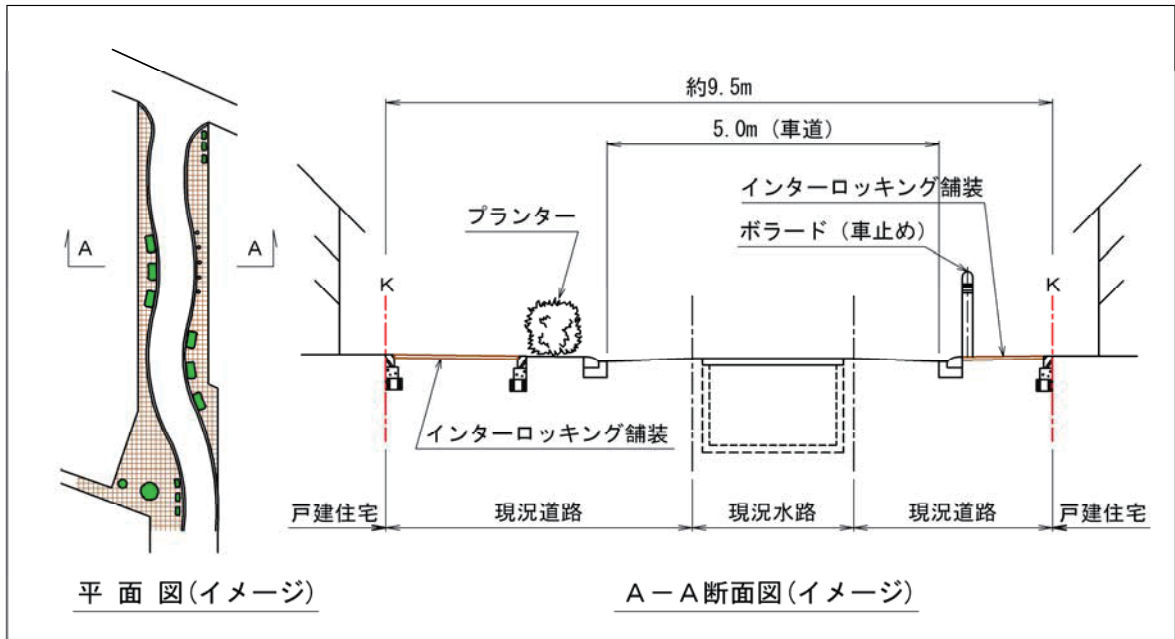 約9.5m
5.0m（車道）
インターロッキング舗装
プランター
ボラード（車止め）
A
A
K
K
インターロッキング舗装
戸建住宅
現況道路
現況水路
現況道路
戸建住宅
平 面 図(イメージ)
A－A断面図(イメージ)